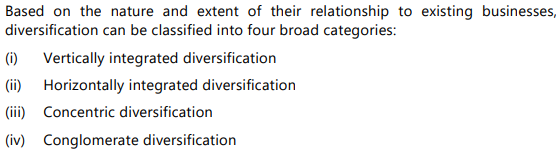 Based on the nature and extent of their relationship to existing businesses,
diversification can be classified into four broad categories:
(i) Vertically integrated diversification
(ii) Horizontally integrated diversification
(iii) Concentric diversification
(iv) Conglomerate diversification